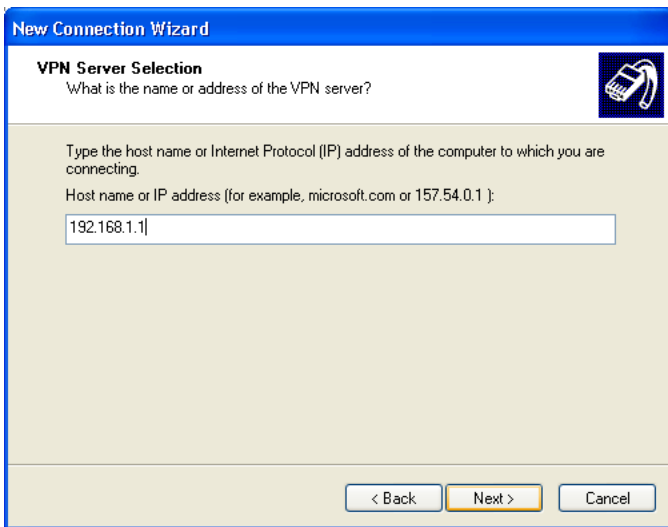 New Connection Wizard
VPN Server Selection
What is the name or address of the VPN server?
Type the host name or Internet Protocol (IP) address of the computer to which you are
connecting.
Host name or IP address (for example, microsoft.com or 157.54.0.1 ):
192.168.1.1
< Back
Next >
Cancel